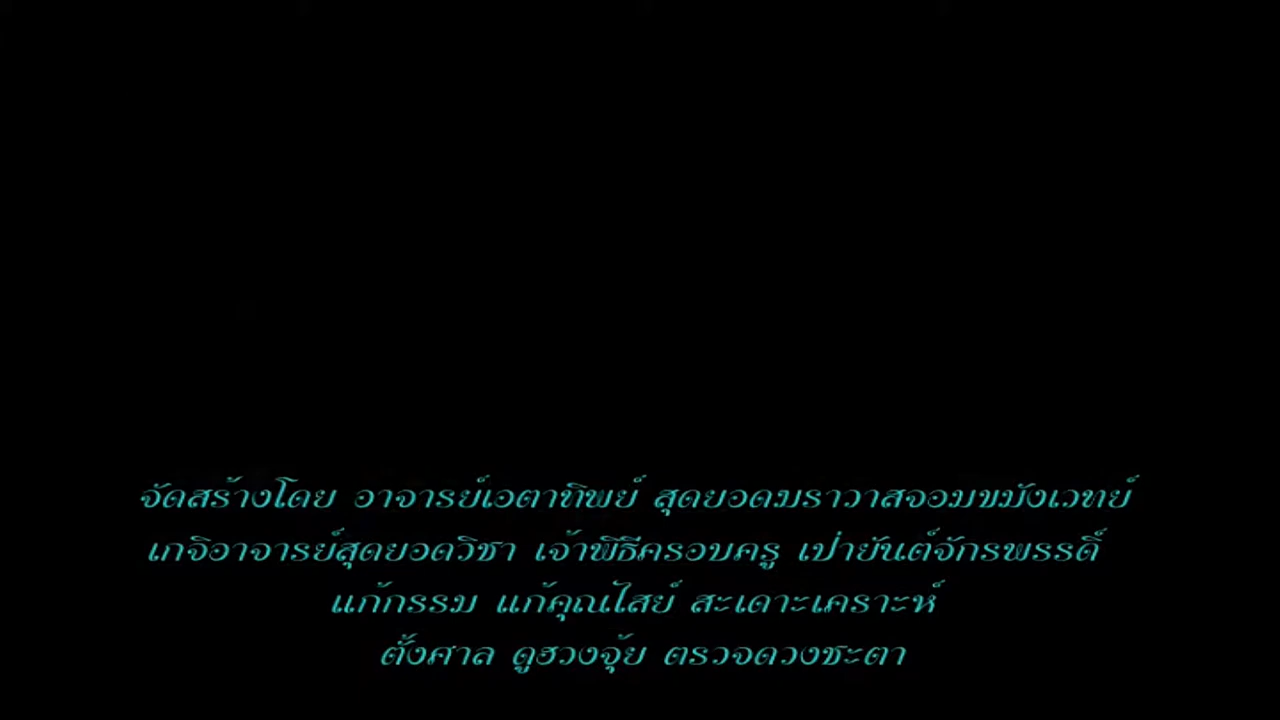 จัดสร้างโดย อาจารย์เอตาทิพย์ สุดยอดฆราวาสจอมขมังเวทย์
เกจิอาจารย์สุดยอดวิชา เจ้าพิธีครอบครู เป่ายันต์จักรพรรดิ์
แก้กรรม แก้คุณไสย์ สะเดาะเคราะห์
ตั้งศาล ดูฮวงจุ้ย ตรวจดวงชะตา